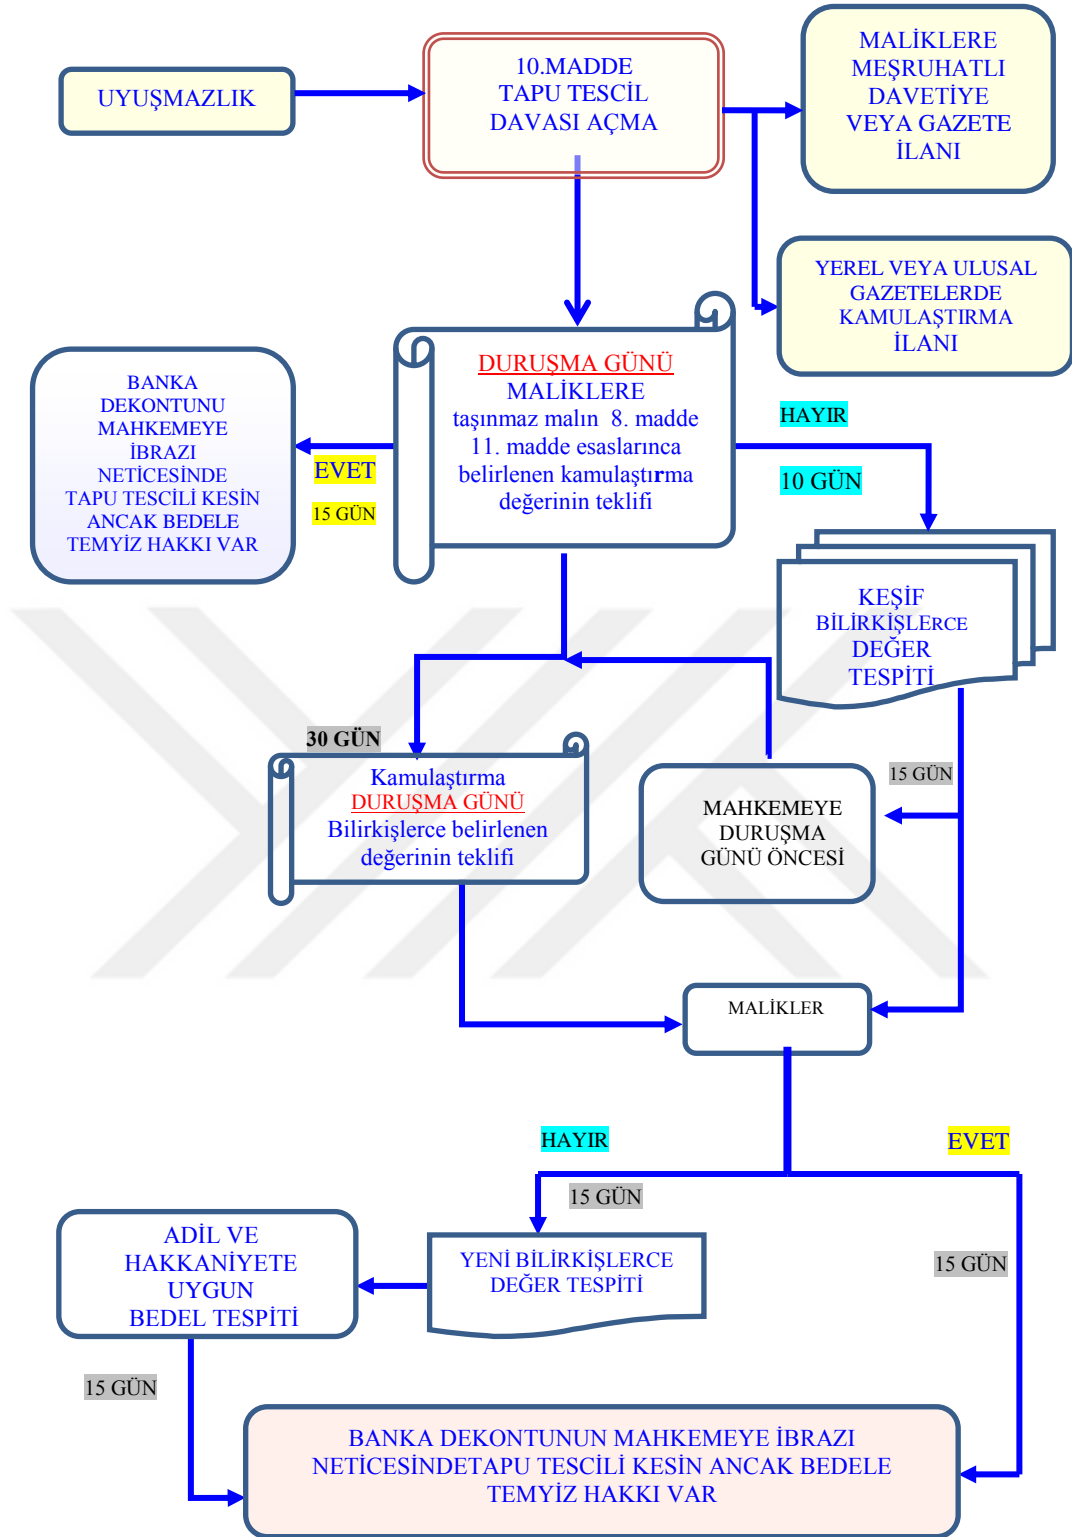 UYUŞMAZLIK
10.MADDE
TAPU TESCİL
DAVASI AÇMA
MALİKLERE
MEŞRUHATLI
DAVETİYE
VEYA GAZETE
İLANI
YEREL VEYA ULUSAL
GAZETELERDE
KAMULAŞTIRMA
İLANI
BANKA
DEKONTUNU
MAHKEMEYE
İBRAZI
NETİCESİNDE
TAPU TESCİLİ KESİN
ANCAK BEDELE
TEMYİZ HAKKI VAR
EVET
15 GÜN
DURUŞMA GÜNÜ
MALİKLERE
taşınmaz malın 8. madde
11. madde esaslarınca
belirlenen kamulaştırma
değerinin teklifi
HAYIR
10 GÜN
KEŞİF
BİLİRKİŞLERCE
DEĞER
TESPİTİ
30 GÜN
Kamulaştırma
DURUŞMA GÜNÜ
Bilirkişlerce belirlenen
değerinin teklifi
MAHKEMEYE
DURUŞMA
GÜNÜ ÖNCESİ
15 GÜN
MALİKLER
HAYIR
15 GÜN
EVET
15 GÜN
YENİ BİLİRKİŞLERCE
DEĞER TESPİTİ
ADİL VE
HAKKANİYETE
UYGUN
BEDEL TESPİTİ
15 GÜN
BANKA DEKONTUNUN MAHKEMEYE İBRAZI
NETİCESİNDETAPU TESCİLİ KESİN ANCAK BEDELE
TEMYİZ HAKKI VAR